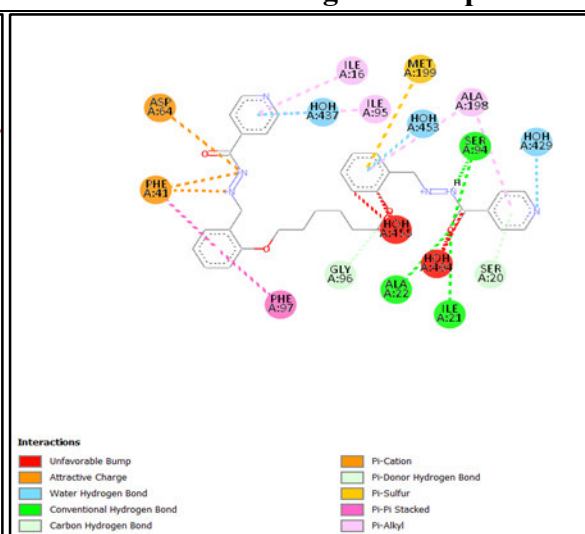 ILE
A:16
MET
A:199
ASP
A:64
HOH
A:437
ILE
A:95
HOH
A:453
ALA
A:198
SER
A:94
HOH
A:429
N
O
N
N
N
N
H
N
PHE
A:41
O
O
HOH
O
GLY
A:96
HOH
A:464
SER
A:20
ALA
A:22
ILE
A:21
PHE
A:97
Interactions
Unfavorable Bump
Attractive Charge
Water Hydrogen Bond
Conventional Hydrogen Bond
Carbon Hydrogen Bond
Pi-Cation
Pi-Donor Hydrogen Bond
Pi-Sulfur
Pi-Pi Stacked
Pi-Alkyl